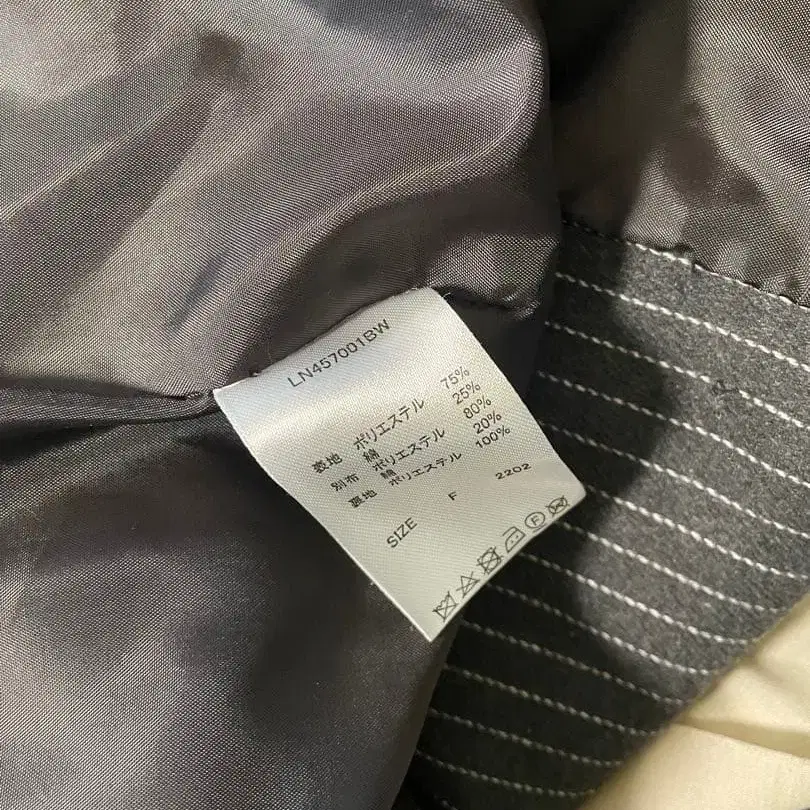 LN457001BW
表地 ポリエステル 75%
綿 25%
別布 ポリエステル 80%
綿 20%
裏地 ポリエステル 100%
SIZE F 2202
Ⓕ